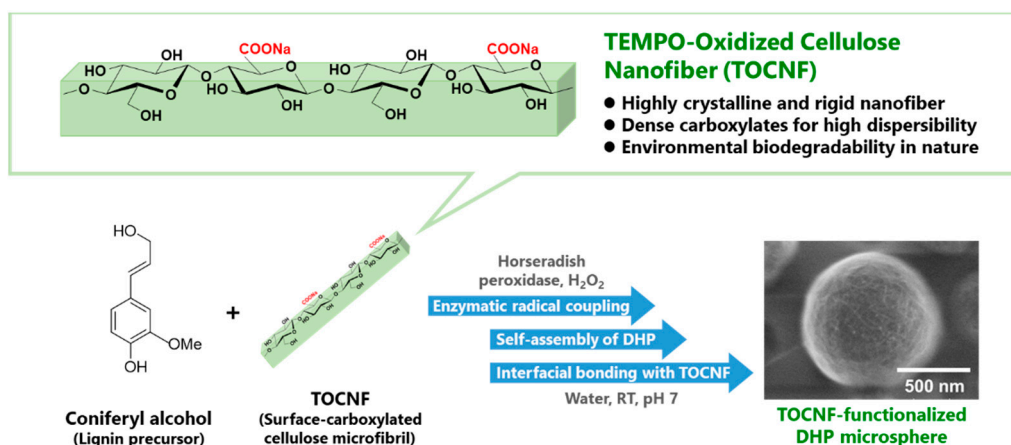 COONa
COONa
OH
OH
HO
HO
HO
OH
HO
OH
OH
OH
TEMPO-Oxidized Cellulose
Nanofiber (TOCNF)
● Highly crystalline and rigid nanofiber
● Dense carboxylates for high dispersibility
● Environmental biodegradability in nature
HO
OMe
OH
+
COONa
COONa
Coniferyl alcohol
(Lignin precursor)
TOCNF
(Surface-carboxylated
cellulose microfibril)
Horseradish
peroxidase, H₂O₂
Enzymatic radical coupling
Self-assembly of DHP
Interfacial bonding with TOCNF
Water, RT, pH 7
500 nm
TOCNF-functionalized
DHP microsphere